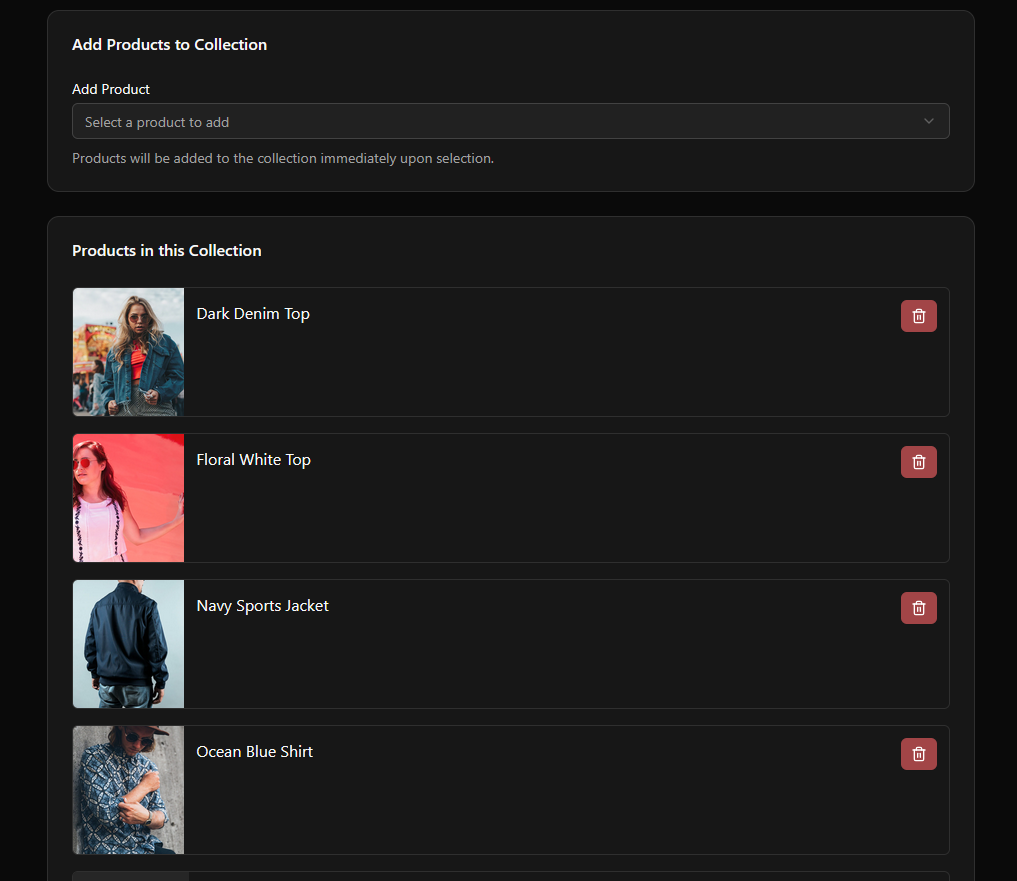 Add Products to Collection
Add Product
Select a product to add
Products will be added to the collection immediately upon selection.
Products in this Collection
Dark Denim Top
Floral White Top
Navy Sports Jacket
Ocean Blue Shirt